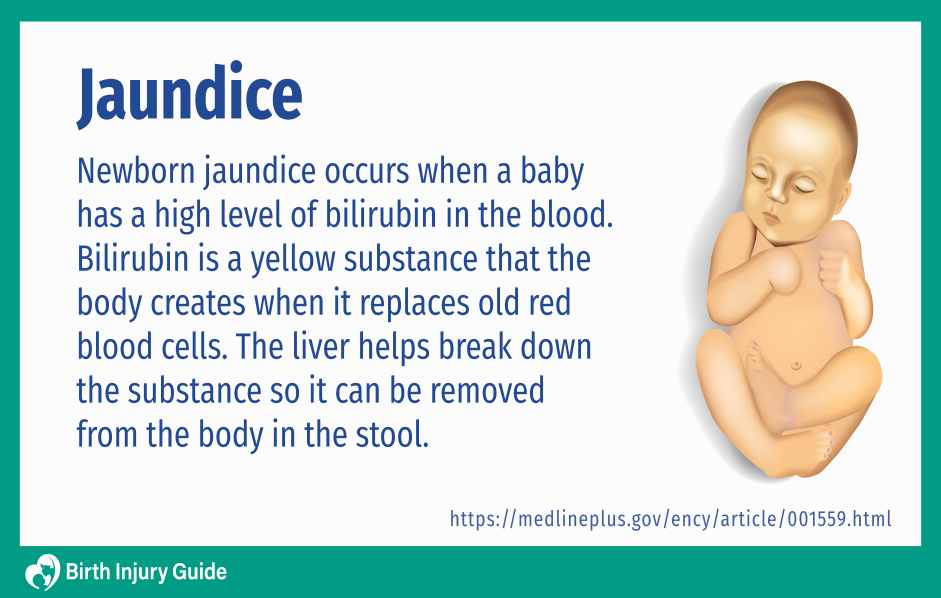 Jaundice
Newborn jaundice occurs when a baby
has a high level of bilirubin in the blood.
Bilirubin is a yellow substance that the
body creates when it replaces old red
blood cells. The liver helps break down
the substance so it can be removed
from the body in the stool.
https://medlineplus.gov/ency/article/001559.html
Birth Injury Guide